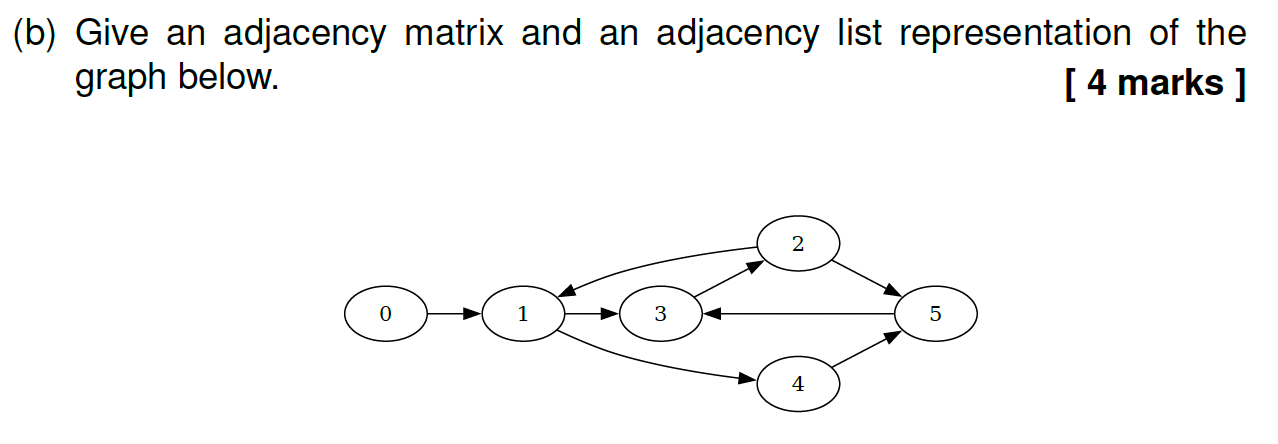 (b) Give an adjacency matrix and an adjacency list representation of the
graph below. [ 4 marks ]
2
0 1 3 5
4